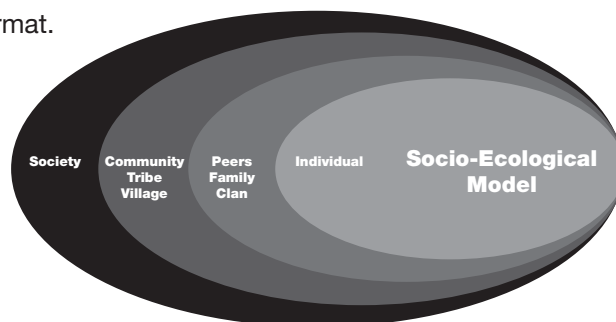 rmat.
Society
Community
Tribe
Village
Peers
Family
Clan
Individual
Socio-Ecological
Model